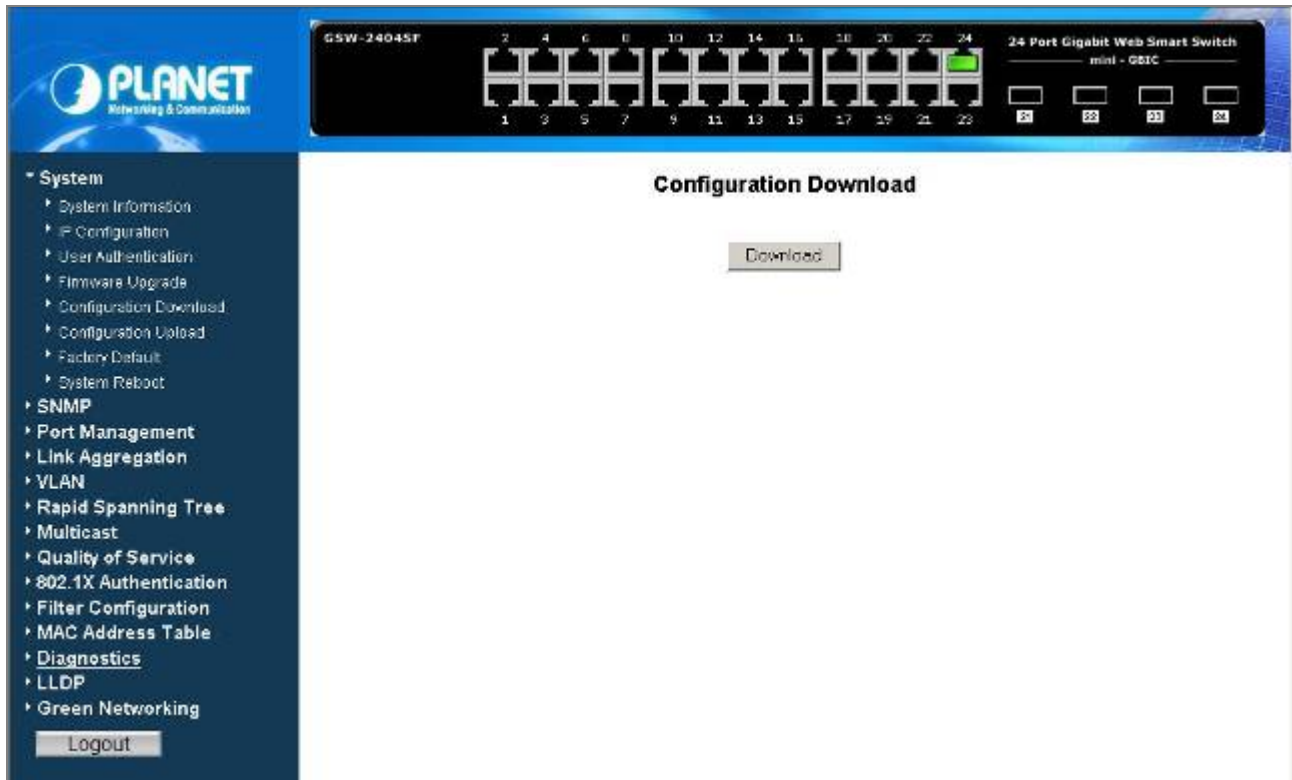 PLANET
Networking & Communication
GSW-2404SF
2 4 6 8 10 12 14 16 18 20 22 24
1 3 5 7 9 11 13 15 17 19 21 23
24 Port Gigabit Web Smart Switch
mini - GBIC
21 22 23 24
System
System Information
IP Configuration
User Authentication
Firmware Upgrade
Configuration Download
Configuration Upload
Factory Default
System Reboot
SNMP
Port Management
Link Aggregation
VLAN
Rapid Spanning Tree
Multicast
Quality of Service
802.1X Authentication
Filter Configuration
MAC Address Table
Diagnostics
LLDP
Green Networking
Logout
Configuration Download
Download